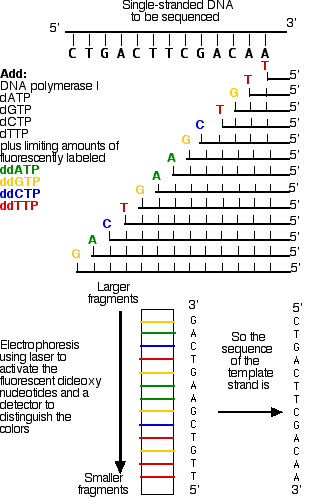 Single-stranded DNA
to be sequenced
5' 3'
C T G A C T T C G A C A A
Add:
DNA polymerase I
dATP
dGTP
dCTP
dTTP
plus limiting amounts of
fluorescently labeled
ddATP
ddGTP
ddCTP
ddTTP
T 5'
T 5'
G 5'
T 5'
C 5'
G 5'
A 5'
A 5'
G 5'
T 5'
C 5'
A 5'
G 5'
5'
Larger
fragments
Electrophoresis
using laser to
activate the
fluorescent dideoxy
nucleotides and a
detector to
distinguish the
colors
Smaller
fragments
3'
G
A
C
T
G
A
A
G
C
T
G
T
T
5'
So the
sequence
of the
template
strand is
5'
C
T
G
A
C
T
T
C
G
A
C
A
A
3'